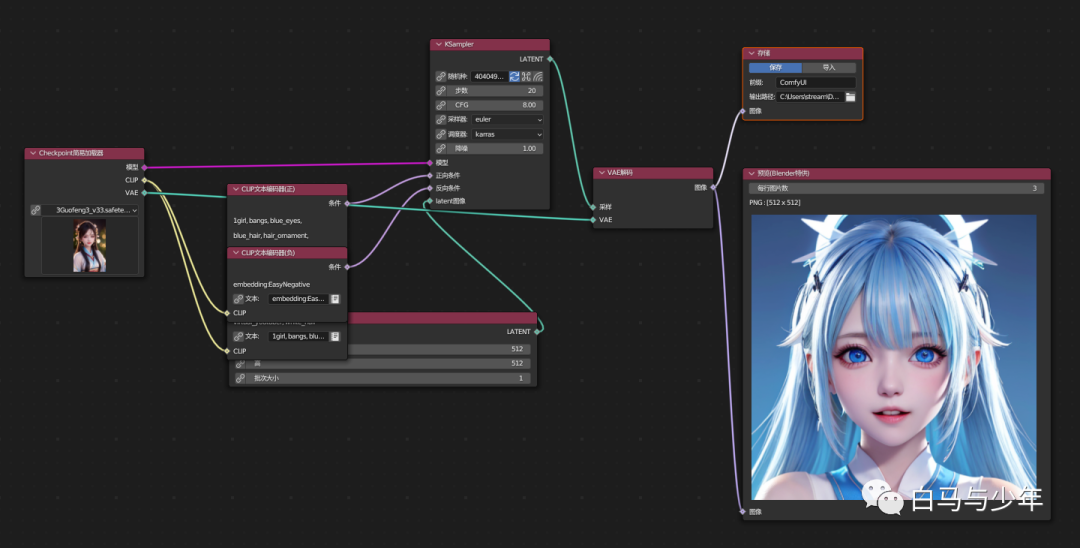 Checkpoint简易加载器
模型
CLIP
VAE
3Guofeng3_v33.safete...
CLIP文本编码器(正)
条件
1girl, bangs, blue_eyes,
blue_hair, hair_ornament,
CLIP文本编码器(负)
条件
embedding:EasyNegative
文本:
embedding:Eas...
CLIP
文本:
1girl, bangs, blu...
CLIP
LATENT
512
高
512
批次大小
1
KSampler
LATENT
随机种:
404049...
步数
20
CFG
8.00
采样器:
euler
调度器:
karras
降噪
1.00
模型
正向条件
反向条件
latent图像
VAE解码
图像
采样
VAE
存储
保存
导入
前缀:
ComfyUI
输出路径:
C:\Users\stream\D...
图像
预览(Blender特供)
每行图片数
3
PNG:[512 x 512]
图像
白马与少年